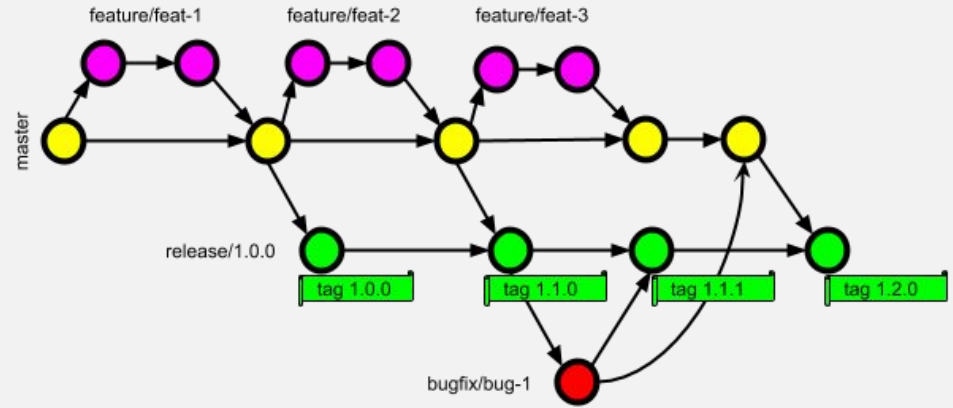 feature/feat-1
feature/feat-2
feature/feat-3
master
release/1.0.0
tag 1.0.0
tag 1.1.0
tag 1.1.1
tag 1.2.0
bugfix/bug-1